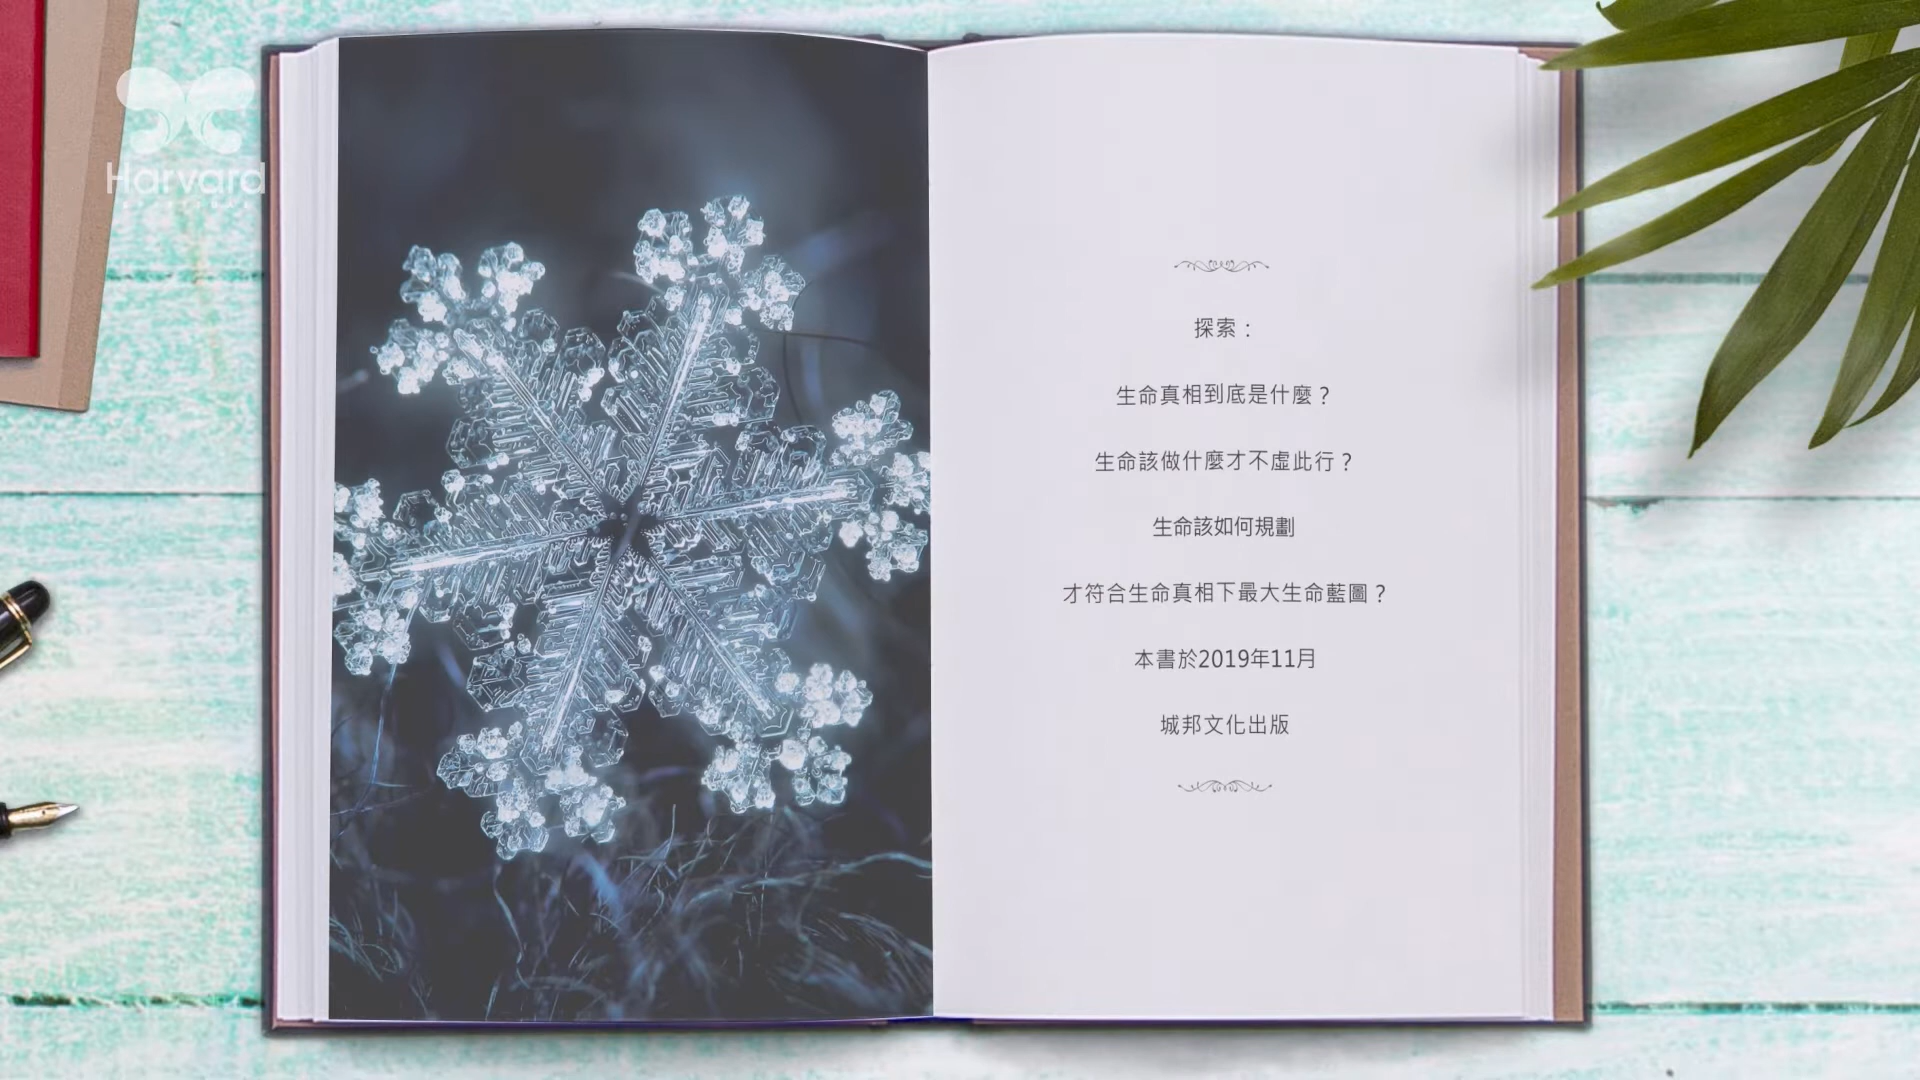 Harvard
探索：
生命真相到底是什麼？
生命該做什麼才不虛此行？
生命該如何規劃
才符合生命真相下最大生命藍圖？
本書於2019年11月
城邦文化出版